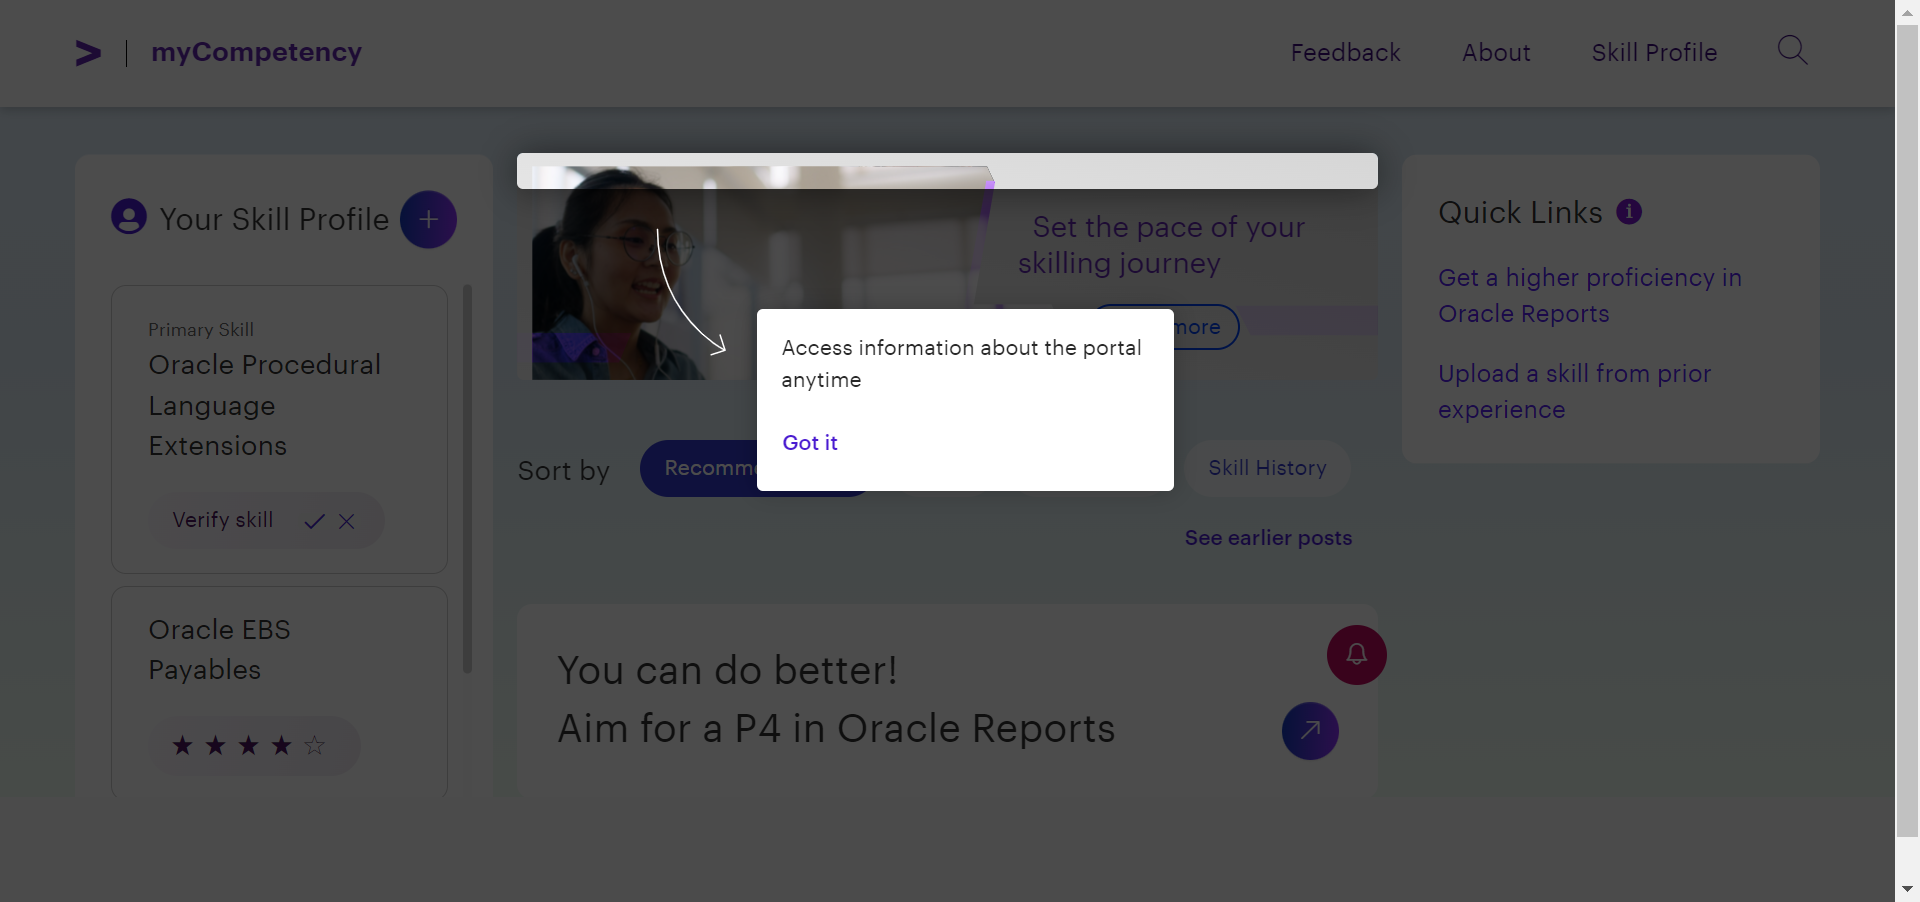 myCompetency
Feedback
About
Skill Profile
Your Skill Profile
Primary Skill
Oracle Procedural
Language
Extensions
Verify skill
Oracle EBS
Payables
Set the pace of your
skilling journey
more
Access information about the portal
anytime
Got it
Sort by
Skill History
See earlier posts
You can do better!
Aim for a P4 in Oracle Reports
Quick Links
Get a higher proficiency in
Oracle Reports
Upload a skill from prior
experience